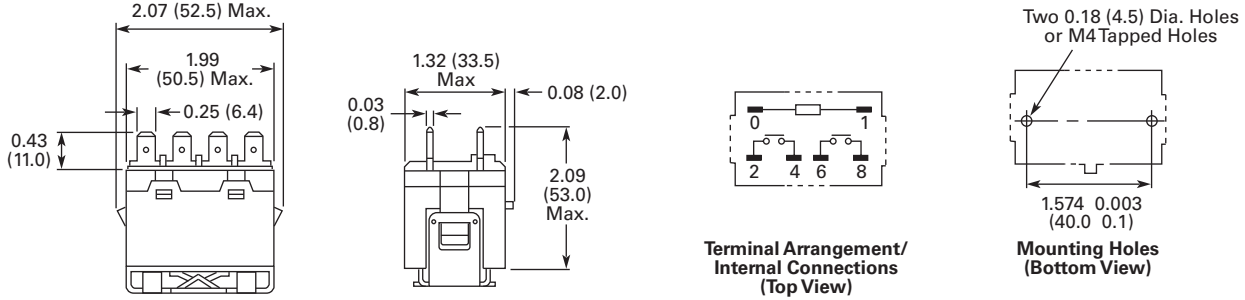 2.07 (52.5) Max.
1.99
(50.5) Max.
0.25 (6.4)
0.43
(11.0)
1.32 (33.5)
Max
0.08 (2.0)
0.03
(0.8)
2.09
(53.0)
Max.
0 1
2 4 6 8
Terminal Arrangement/
Internal Connections
(Top View)
Two 0.18 (4.5) Dia. Holes
or M4 Tapped Holes
1.574 0.003
(40.0 0.1)
Mounting Holes
(Bottom View)